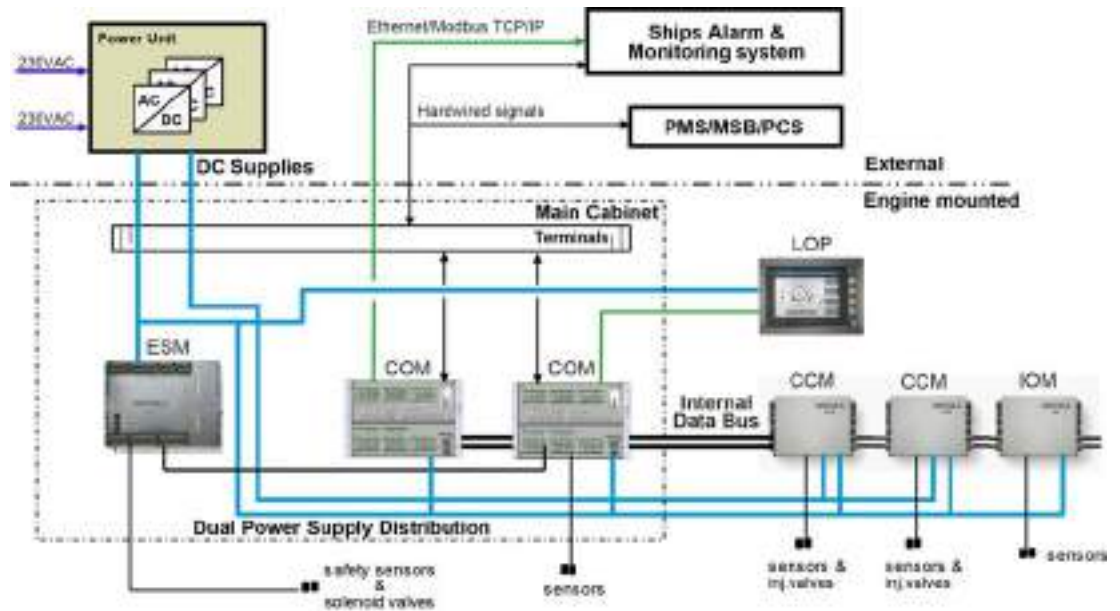 Ethernet/Modbus TCP/IP
Power Unit
Ships Alarm &
Monitoring system
230VAC
AC
DC
230VAC
Hardwired signals
PMS/MSB/PCS
DC Supplies
External
Engine mounted
Main Cabinet
Terminals
LOP
ESM
COM
COM
CCM
CCM
IOM
Internal
Data Bus
Dual Power Supply Distribution
safety sensors
&
solenoid valves
sensors
sensors &
inj.valves
sensors &
inj.valves
sensors